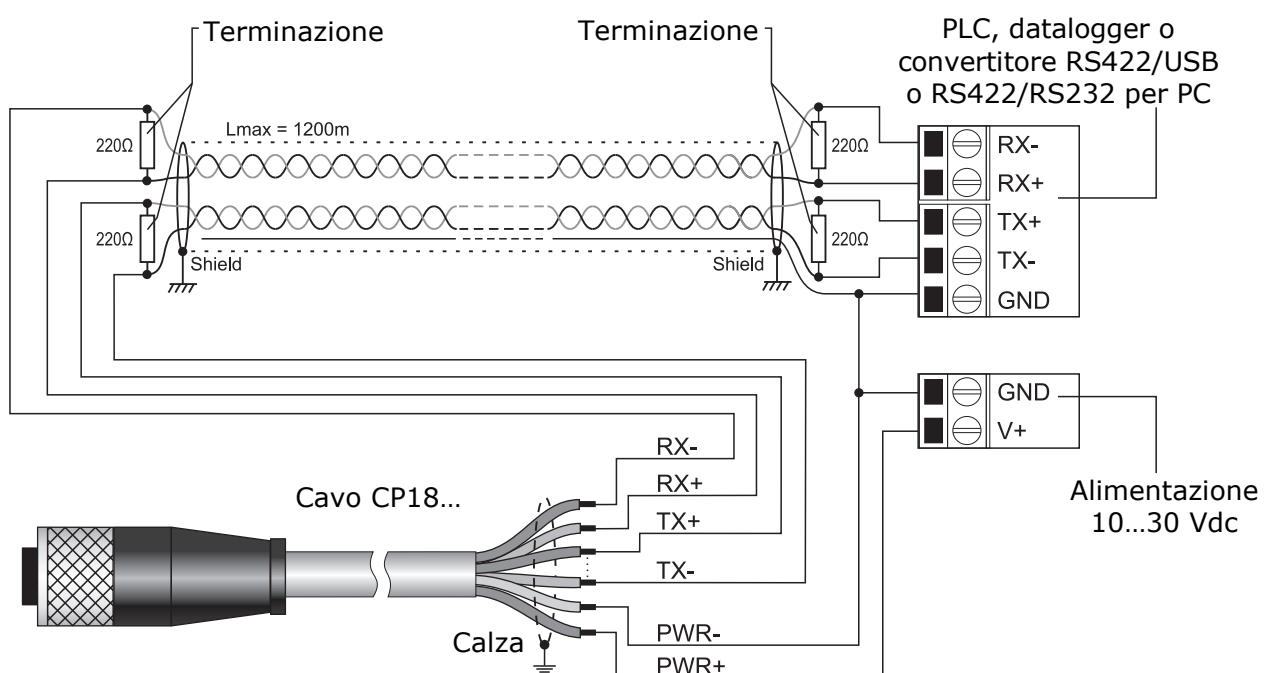 Terminazione
Terminazione
PLC, datalogger o
convertitore RS422/USB
o RS422/RS232 per PC
220Ω
Lmax = 1200m
220Ω
RX-
RX+
220Ω
220Ω
TX+
TX-
Shield
Shield
GND
GND
V+
RX-
RX+
TX+
TX-
PWR-
PWR+
Cavo CP18...
Calza
Alimentazione
10...30 Vdc